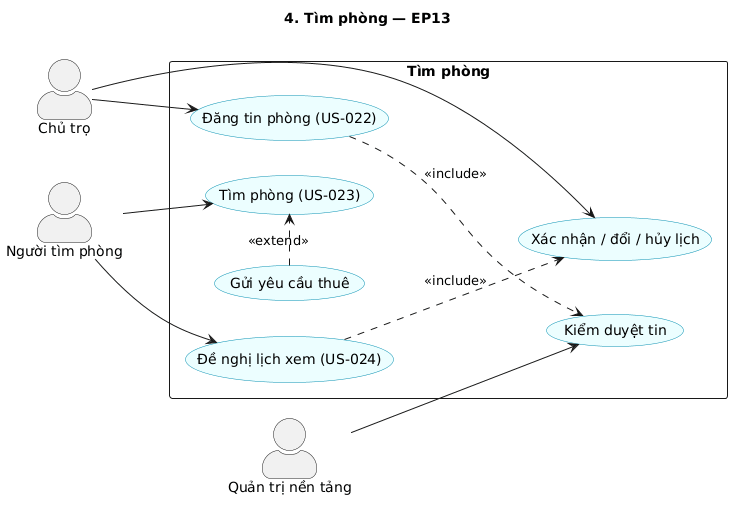 4. Tìm phòng — EP13
Tìm phòng
Chủ trọ
Đăng tin phòng (US-022)
«include»
Tìm phòng (US-023)
Người tìm phòng
«extend»
Xác nhận / đổi / hủy lịch
Gửi yêu cầu thuê
«include»
Kiểm duyệt tin
Đề nghị lịch xem (US-024)
Quản trị nền tảng